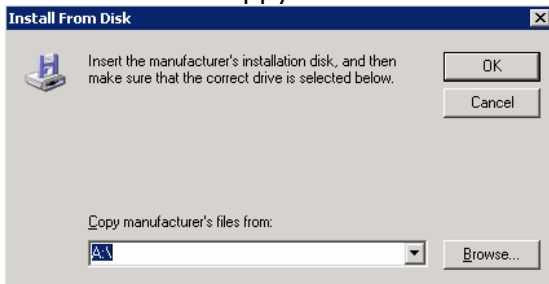 Install From Disk
Insert the manufacturer's installation disk, and then
make sure that the correct drive is selected below.
OK
Cancel
Copy manufacturer's files from:
A:\
Browse...